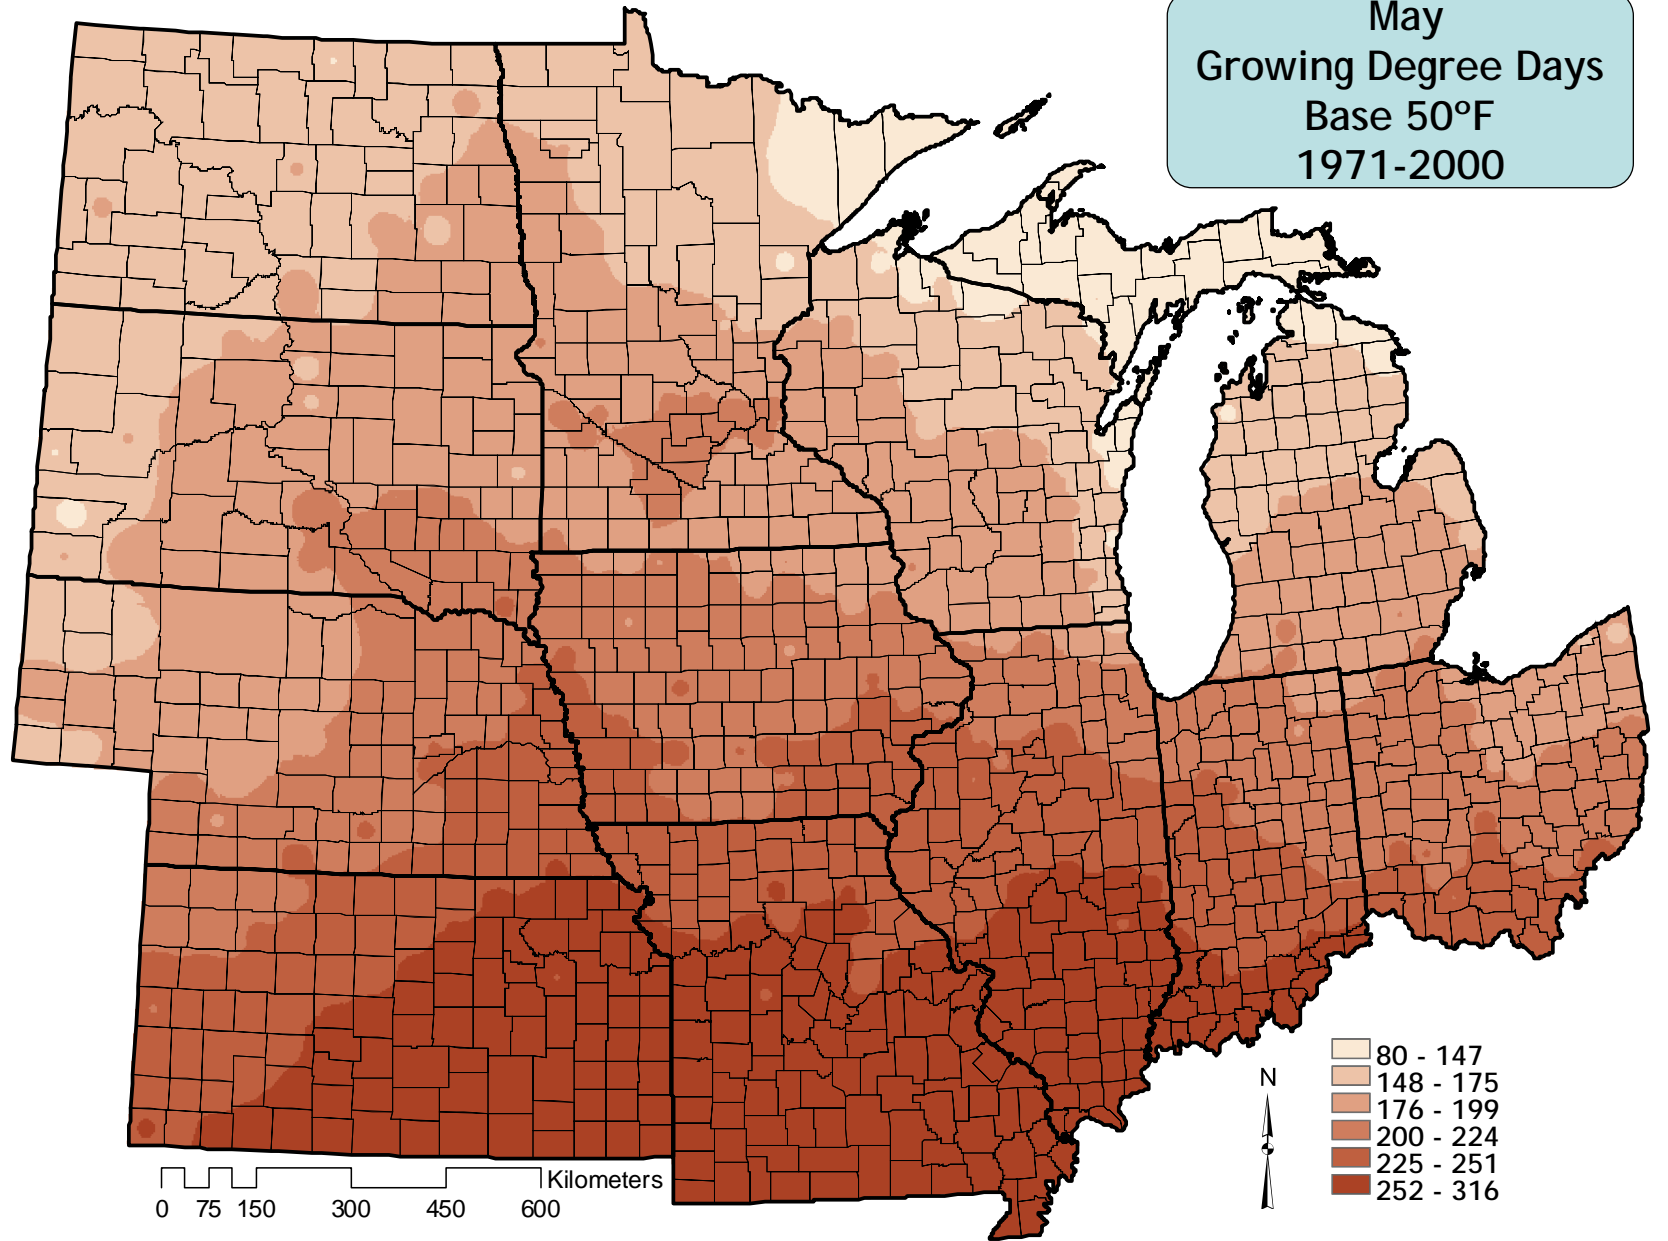 May
Growing Degree Days
Base 50°F
1971-2000
80 - 147
148 - 175
176 - 199
200 - 224
225 - 251
252 - 316
N
Kilometers
0 75 150 300 450 600